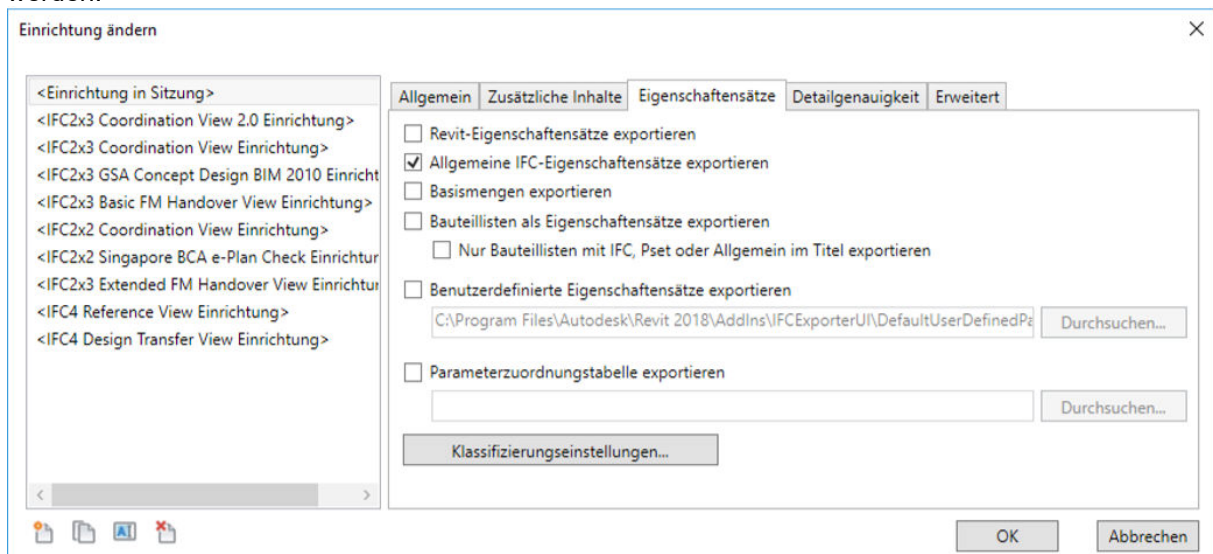 werden.
Einrichtung ändern
<Einrichtung in Sitzung>
<IFC2x3 Coordination View 2.0 Einrichtung>
<IFC2x3 Coordination View Einrichtung>
<IFC2x3 GSA Concept Design BIM 2010 Einricht
<IFC2x3 Basic FM Handover View Einrichtung>
<IFC2x2 Coordination View Einrichtung>
<IFC2x2 Singapore BCA e-Plan Check Einrichtur
<IFC2x3 Extended FM Handover View Einrichtur
<IFC4 Reference View Einrichtung>
<IFC4 Design Transfer View Einrichtung>
Allgemein Zusätzliche Inhalte Eigenschaftensätze Detailgenauigkeit Erweitert
Revit-Eigenschaftensätze exportieren
Allgemeine IFC-Eigenschaftensätze exportieren
Basismengen exportieren
Bauteillisten als Eigenschaftensätze exportieren
Nur Bauteillisten mit IFC, Pset oder Allgemein im Titel exportieren
Benutzerdefinierte Eigenschaftensätze exportieren
C:\Program Files\Autodesk\Revit 2018\AddIns\IFCExporterUI\DefaultUserDefinedPa Durchsuchen...
Parameterzuordnungstabelle exportieren
Durchsuchen...
Klassifizierungseinstellungen...
OK Abbrechen